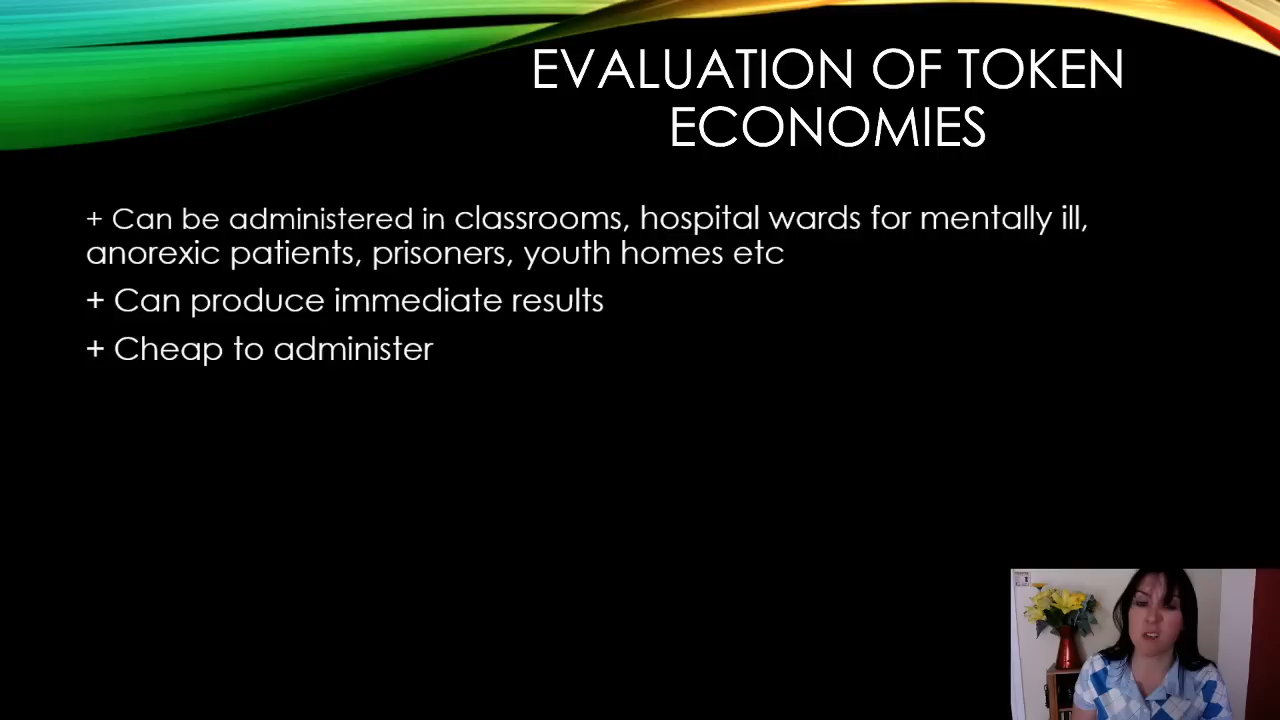 EVALUATION OF TOKEN
ECONOMIES
+ Can be administered in classrooms, hospital wards for mentally ill,
anorexic patients, prisoners, youth homes etc
+ Can produce immediate results
+ Cheap to administer